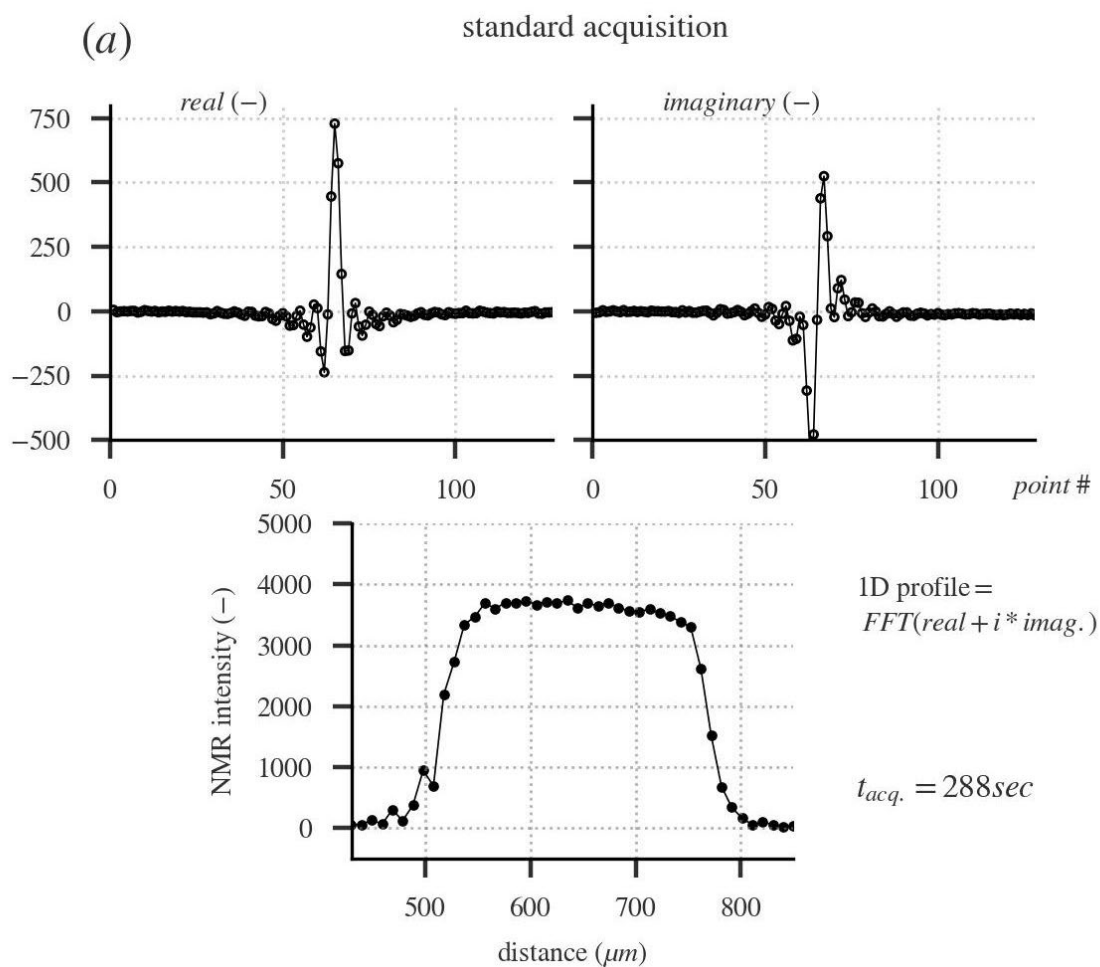 (a)
standard acquisition
real (−)
imaginary (−)
750
500
250
0
−250
−500
0
50
100
0
50
100
point #
5000
4000
3000
2000
1000
0
NMR intensity (−)
500
600
700
800
distance (μm)
1D profile =
FFT(real + i * imag.)
t_acq. = 288sec